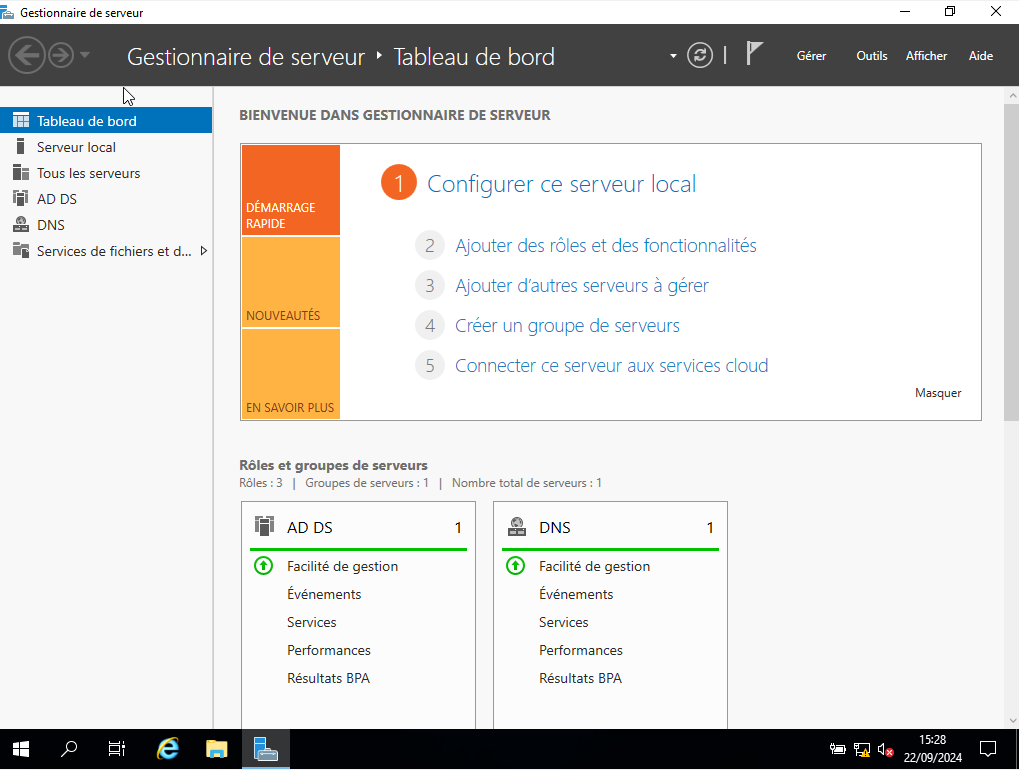 Gestionnaire de serveur
Gestionnaire de serveur ‣ Tableau de bord
Gérer Outils Afficher Aide
Tableau de bord
Serveur local
Tous les serveurs
AD DS
DNS
Services de fichiers et d...
BIENVENUE DANS GESTIONNAIRE DE SERVEUR
DÉMARRAGE
RAPIDE
NOUVEAUTÉS
EN SAVOIR PLUS
1 Configurer ce serveur local
2 Ajouter des rôles et des fonctionnalités
3 Ajouter d'autres serveurs à gérer
4 Créer un groupe de serveurs
5 Connecter ce serveur aux services cloud
Masquer
Rôles et groupes de serveurs
Rôles : 3 | Groupes de serveurs : 1 | Nombre total de serveurs : 1
AD DS 1
Facilité de gestion
Événements
Services
Performances
Résultats BPA
DNS 1
Facilité de gestion
Événements
Services
Performances
Résultats BPA
15:28
22/09/2024